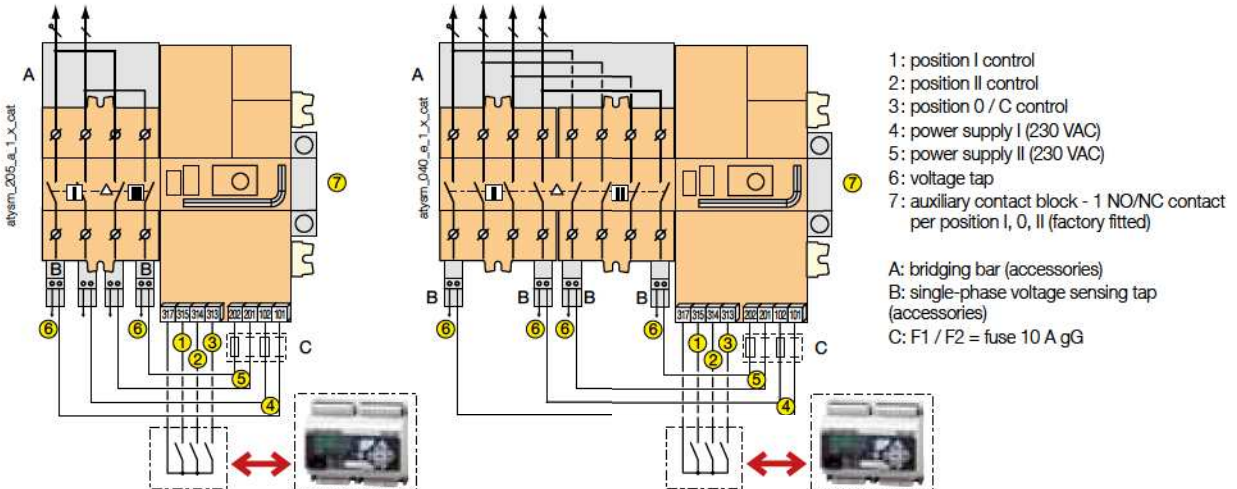 A
atysm_205_a_1_x_cat
I
II
7
B
B
6
6
317 315 314 313 202 201 102 101
1
3
2
C
5
4
A
atysm_040_e_1_x_cat
I
II
7
B
B
B
B
6
6
6
6
317 315 314 313 202 201 102 101
1
3
2
C
5
4
1: position I control
2: position II control
3: position 0 / C control
4: power supply I (230 VAC)
5: power supply II (230 VAC)
6: voltage tap
7: auxiliary contact block - 1 NO/NC contact
per position I, 0, II (factory fitted)
A: bridging bar (accessories)
B: single-phase voltage sensing tap
(accessories)
C: F1 / F2 = fuse 10 A gG